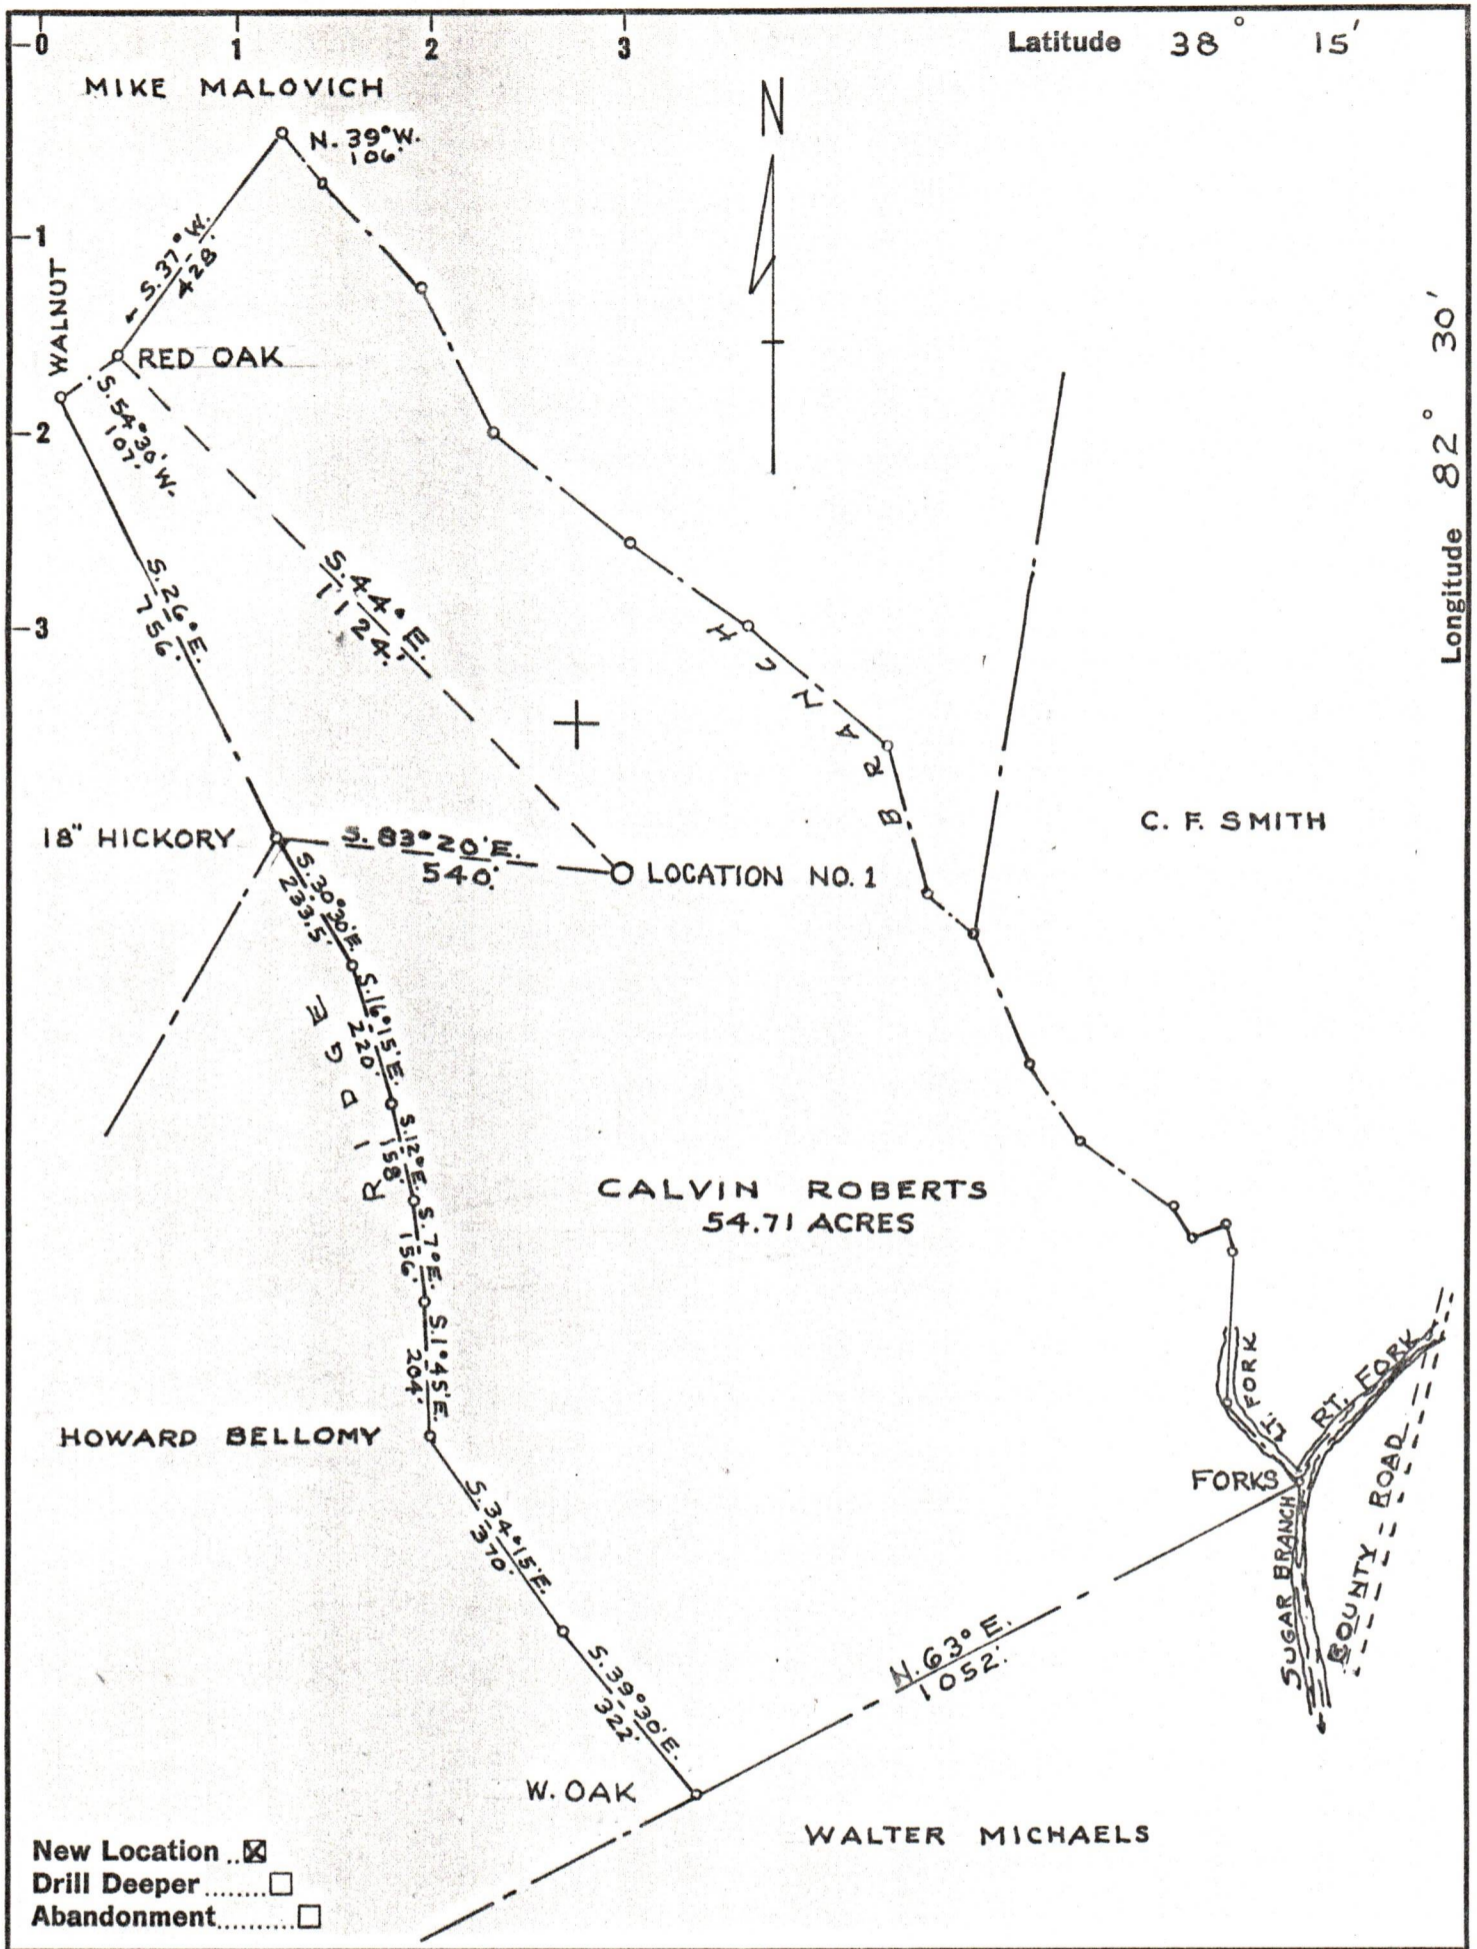 0 1 2 3 Latitude 38° 15'
MIKE MALOVICH
N
N. 39° W.
106'
1
S. 37° W.
428'
WALNUT
RED OAK
Longitude 82° 30'
S. 54° 30' W.
107'
2
S. 44° E.
1124'
S. 26° E.
756'
3
BRANCH
18" HICKORY
S. 83° 20' E.
540'
LOCATION NO. 1
C. F. SMITH
S. 30° 30' E.
233.5'
S. 16° 15' E.
220'
RIDGE
S. 12° E.
158'
CALVIN ROBERTS
54.71 ACRES
S. 7° E.
156'
S. 1° 45' E.
204'
LT. FORK
RT. FORK
HOWARD BELLOMY
FORKS
S. 34° 15' E.
370'
SUGAR BRANCH
COUNTY ROAD
N. 63° E.
1052'
S. 39° 30' E.
322'
W. OAK
WALTER MICHAELS
New Location ..☒
Drill Deeper ........☐
Abandonment..........☐